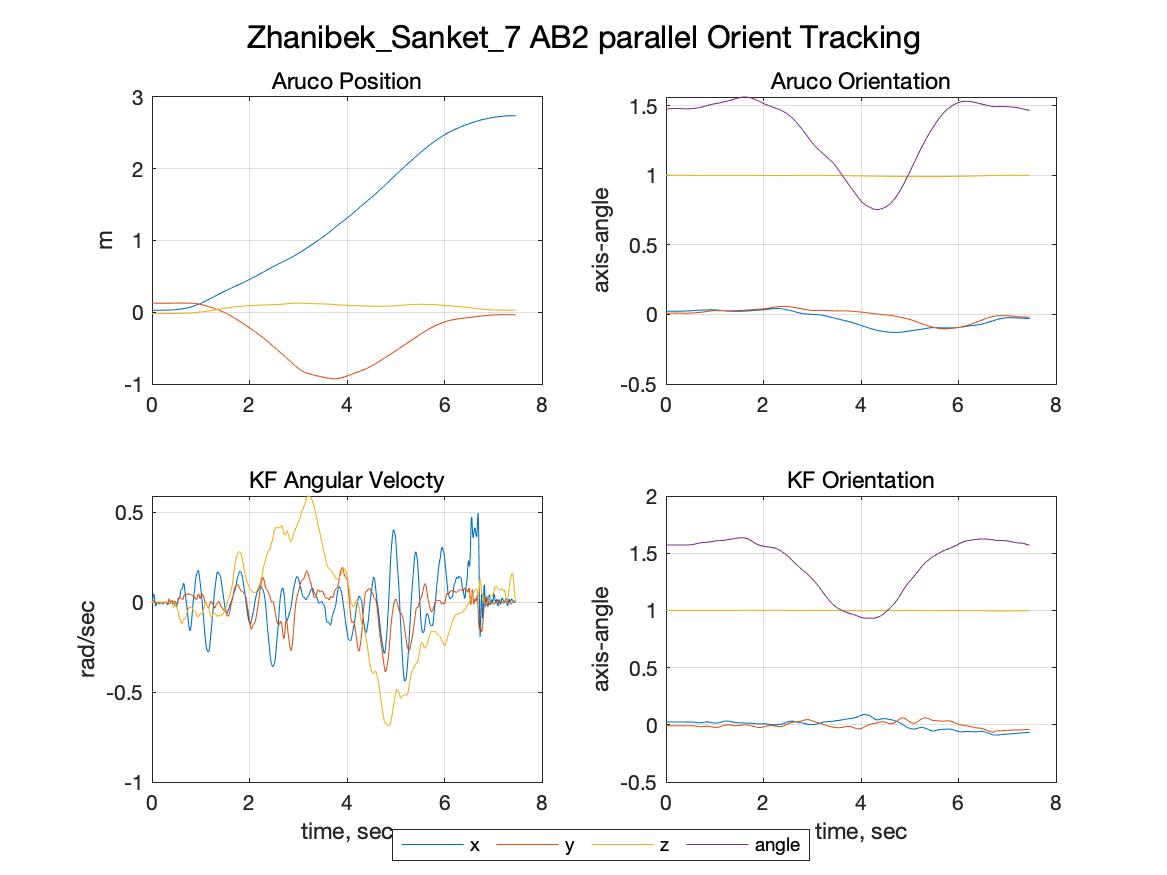 Zhanibek_Sanket_7 AB2 parallel Orient Tracking
Aruco Position
3
2
1
0
-1
m
0 2 4 6 8
Aruco Orientation
1.5
1
0.5
0
-0.5
axis-angle
0 2 4 6 8
KF Angular Velocty
0.5
0
-0.5
-1
rad/sec
0 2 4 6 8
time, sec
KF Orientation
2
1.5
1
0.5
0
-0.5
axis-angle
0 2 4 6 8
time, sec
x y z angle